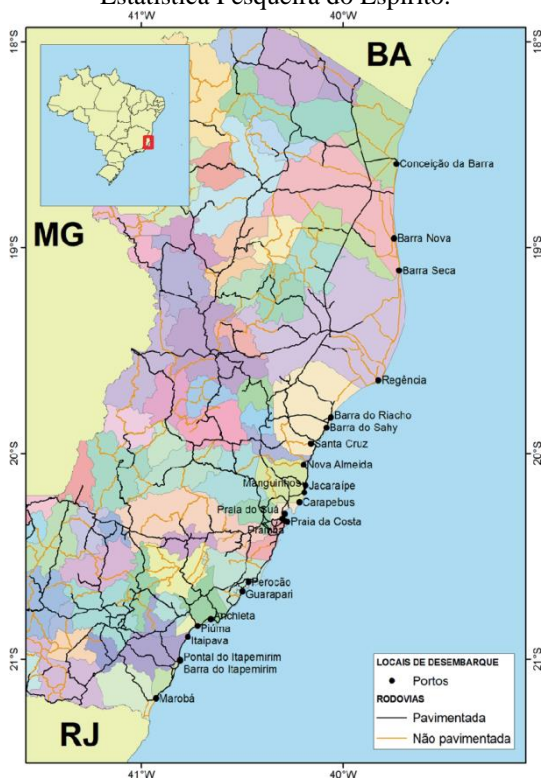 Estatística Pesqueira do Espírito.
41°W
40°W
18°S
18°S
BA
Conceição da Barra
MG
19°S
Barra Nova
19°S
Barra Seca
Regência
Barra do Riacho
Barra do Sahy
Santa Cruz
20°S
20°S
Nova Almeida
Manguinhos
Jacaraípe
Carapebus
Praia do Suá
Praia da Costa
Prainha
Perocão
Guarapari
Anchieta
Piúma
Itaipava
21°S
Pontal do Itapemirim
21°S
Barra do Itapemirim
Marobá
RJ
LOCAIS DE DESEMBARQUE
Portos
RODOVIAS
Pavimentada
Não pavimentada
41°W
40°W